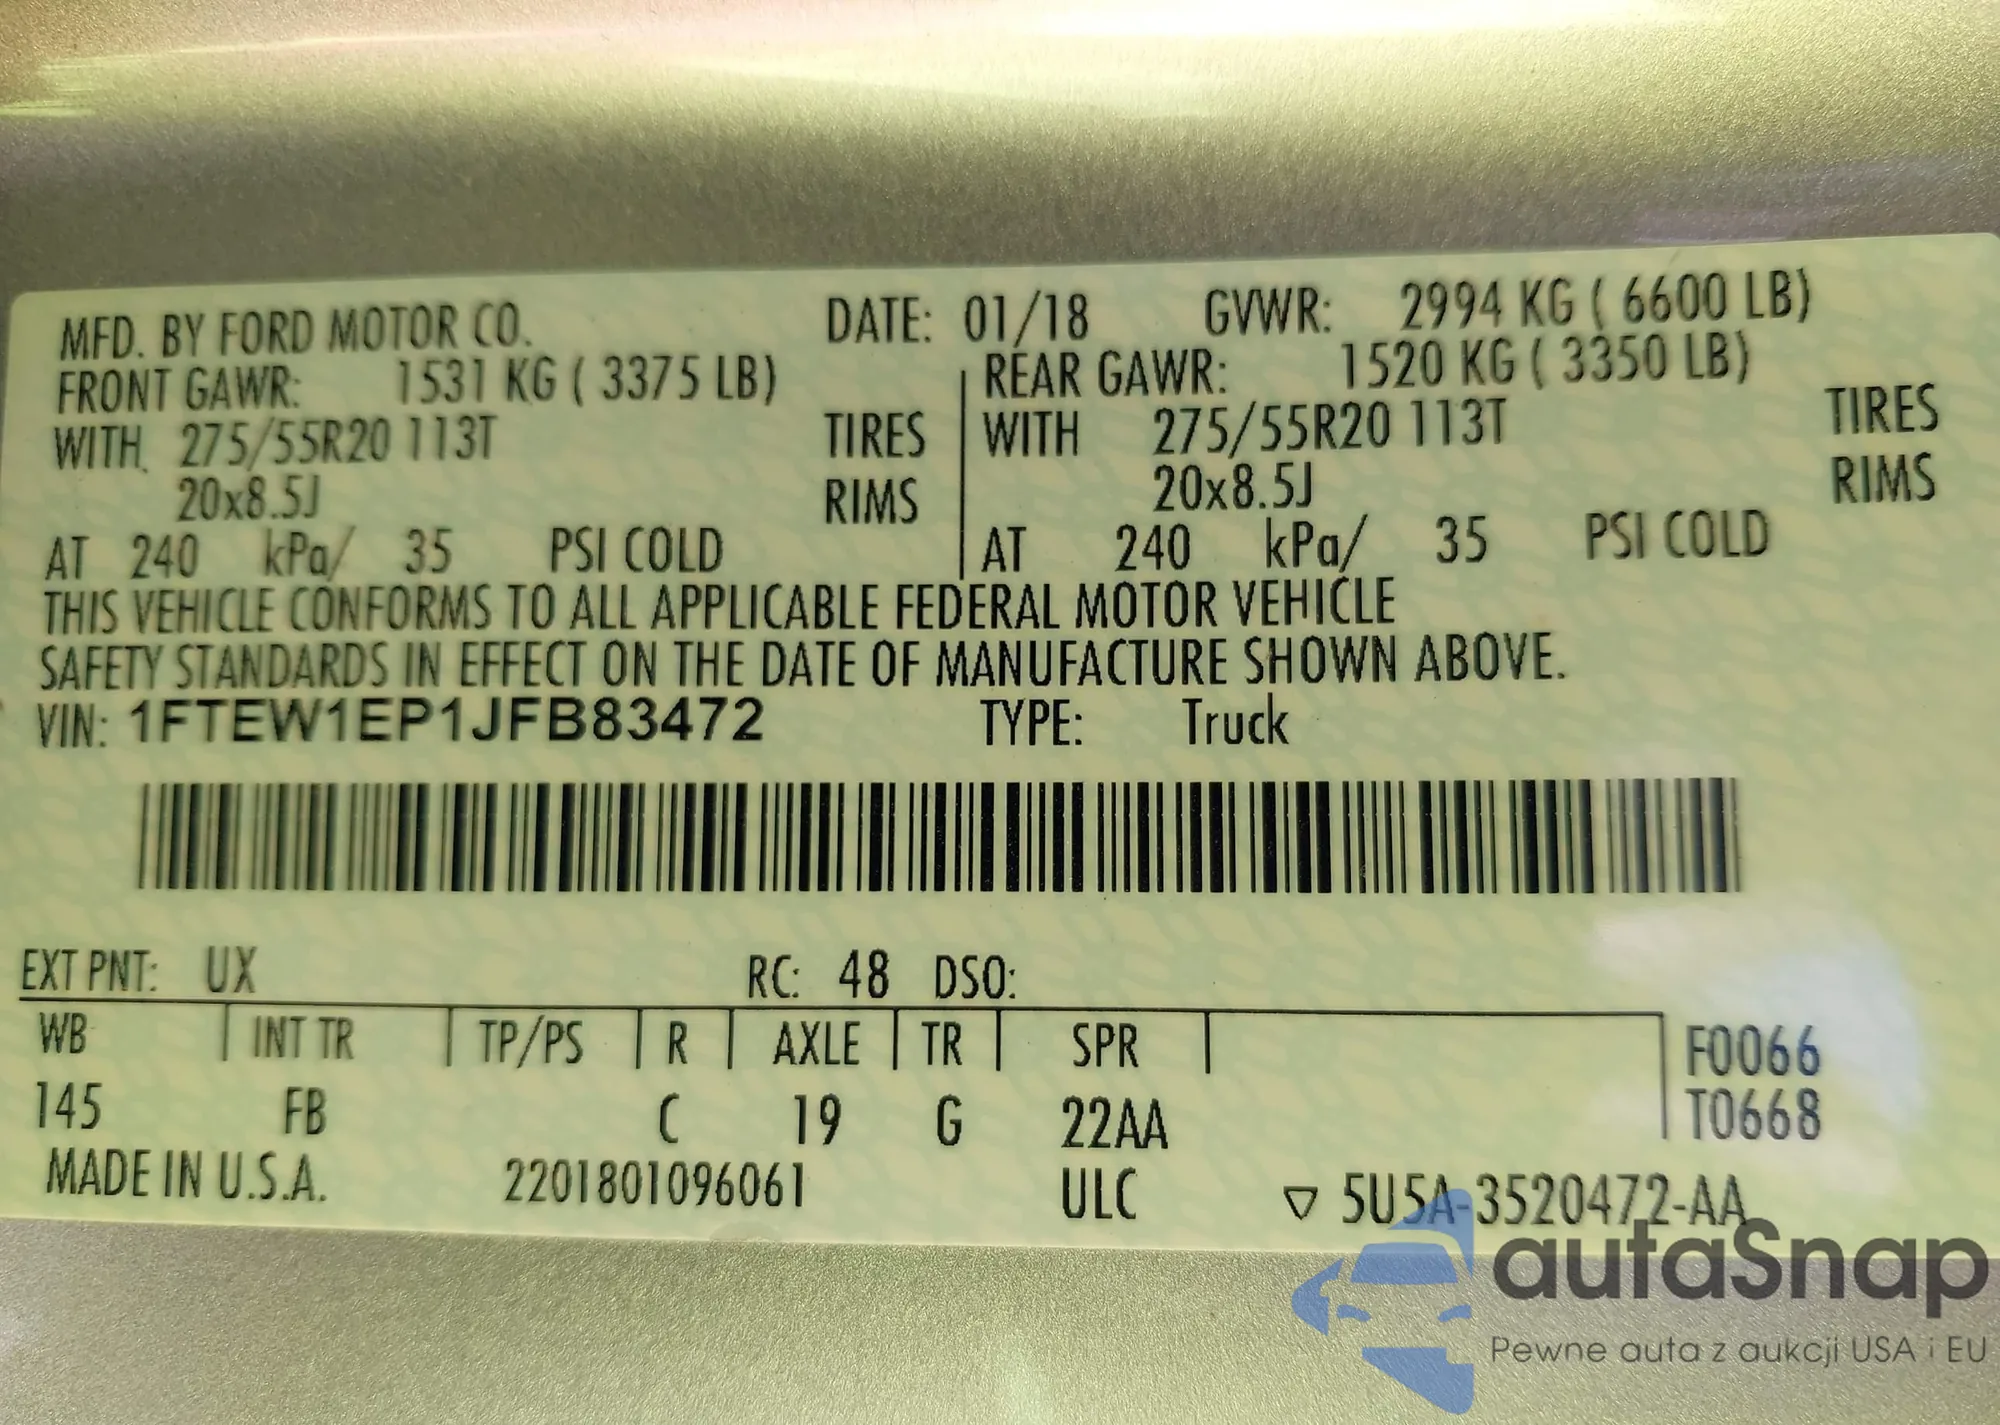 MFD. BY FORD MOTOR CO. DATE: 01/18 GVWR: 2994 KG ( 6600 LB)
FRONT GAWR: 1531 KG ( 3375 LB) REAR GAWR: 1520 KG ( 3350 LB)
WITH 275/55R20 113T TIRES WITH 275/55R20 113T TIRES
20x8.5J RIMS 20x8.5J RIMS
AT 240 kPa/ 35 PSI COLD AT 240 kPa/ 35 PSI COLD
THIS VEHICLE CONFORMS TO ALL APPLICABLE FEDERAL MOTOR VEHICLE
SAFETY STANDARDS IN EFFECT ON THE DATE OF MANUFACTURE SHOWN ABOVE.
VIN: 1FTEW1EP1JFB83472 TYPE: Truck
EXT PNT: UX RC: 48 DSO:
WB INT TR TP/PS R AXLE TR SPR F0066
145 FB C 19 G 22AA T0668
MADE IN U.S.A. 2201801096061 ULC ▽ 5U5A-3520472-AA
autaSnap
Pewne auta z aukcji USA i EU